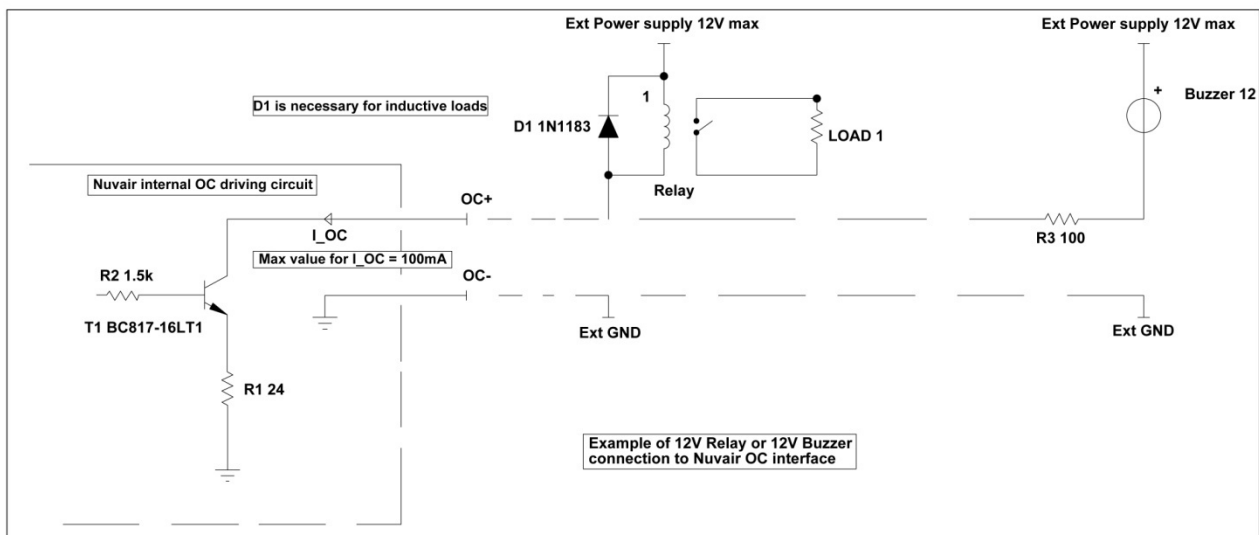 Ext Power supply 12V max
Ext Power supply 12V max
D1 is necessary for inductive loads
1
+
Buzzer 12
D1 1N1183
LOAD 1
Nuvair internal OC driving circuit
Relay
OC+
I_OC
R3 100
Max value for I_OC = 100mA
OC-
R2 1.5k
T1 BC817-16LT1
Ext GND
Ext GND
R1 24
Example of 12V Relay or 12V Buzzer
connection to Nuvair OC interface